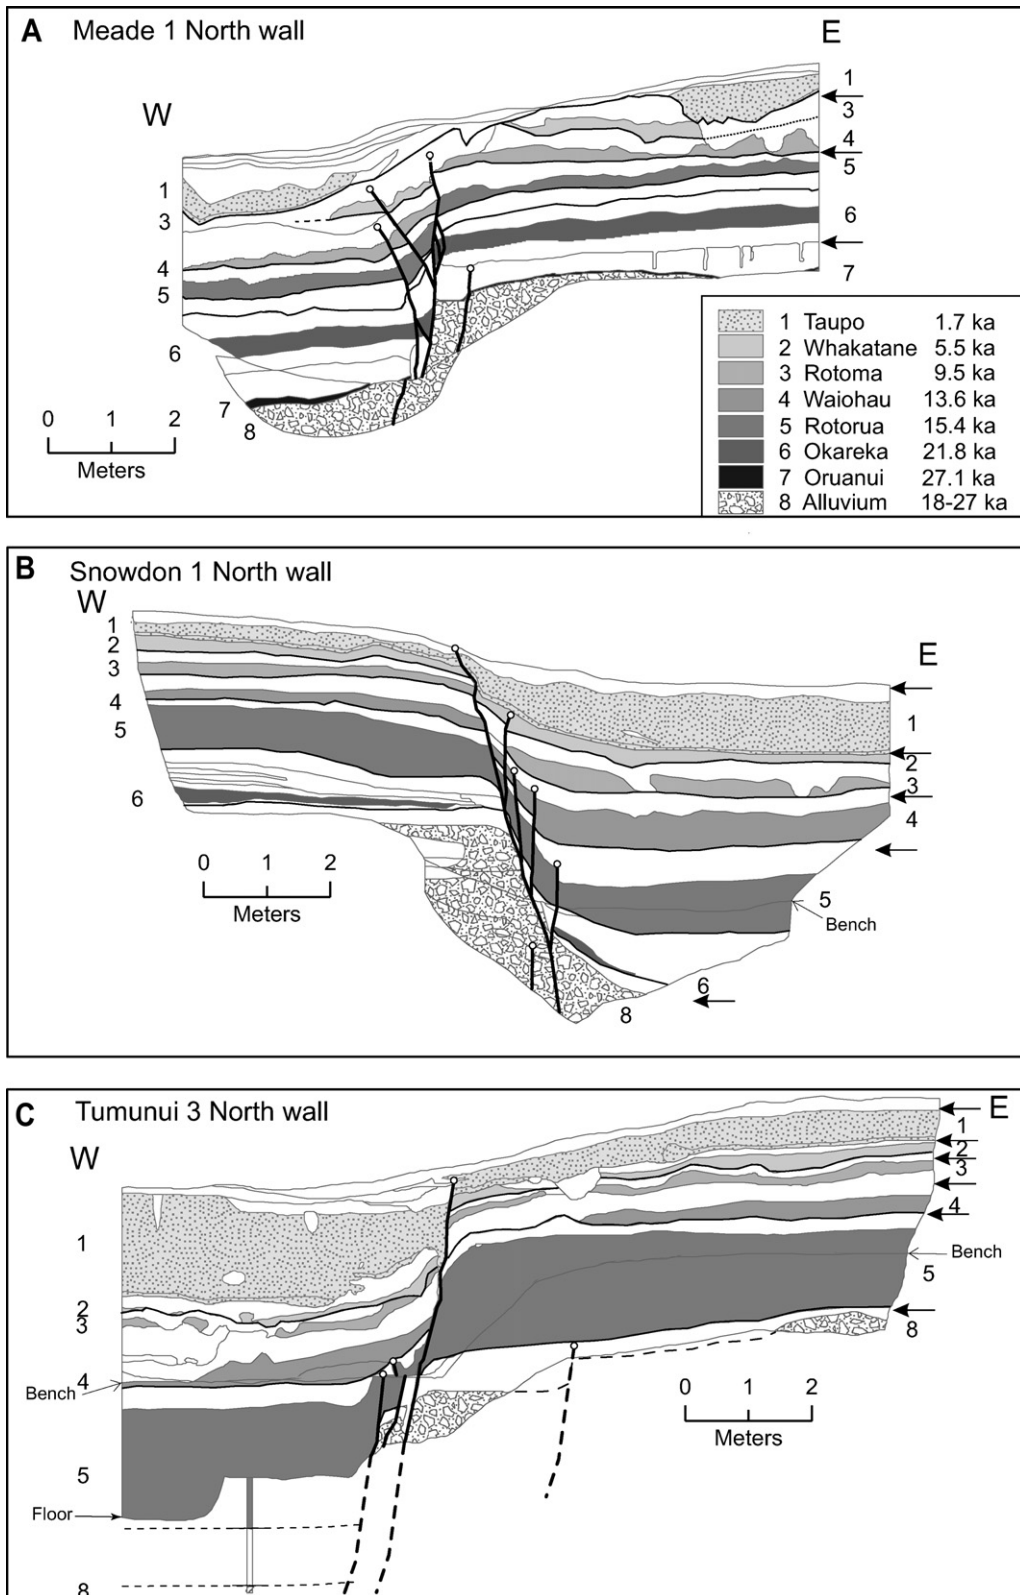 A Meade 1 North wall
E
W
1
3
4
5
6
7
1
3
4
5
6
7
8
0 1 2
Meters
1 Taupo 1.7 ka
2 Whakatane 5.5 ka
3 Rotoma 9.5 ka
4 Waiohau 13.6 ka
5 Rotorua 15.4 ka
6 Okareka 21.8 ka
7 Oruanui 27.1 ka
8 Alluvium 18-27 ka
B Snowdon 1 North wall
W
E
1
2
3
4
5
6
1
2
3
4
5
Bench
6
8
0 1 2
Meters
C Tumunui 3 North wall
E
W
1
2
3
4
Bench
5
8
1
2
3
4
Bench
5
Floor
8
0 1 2
Meters